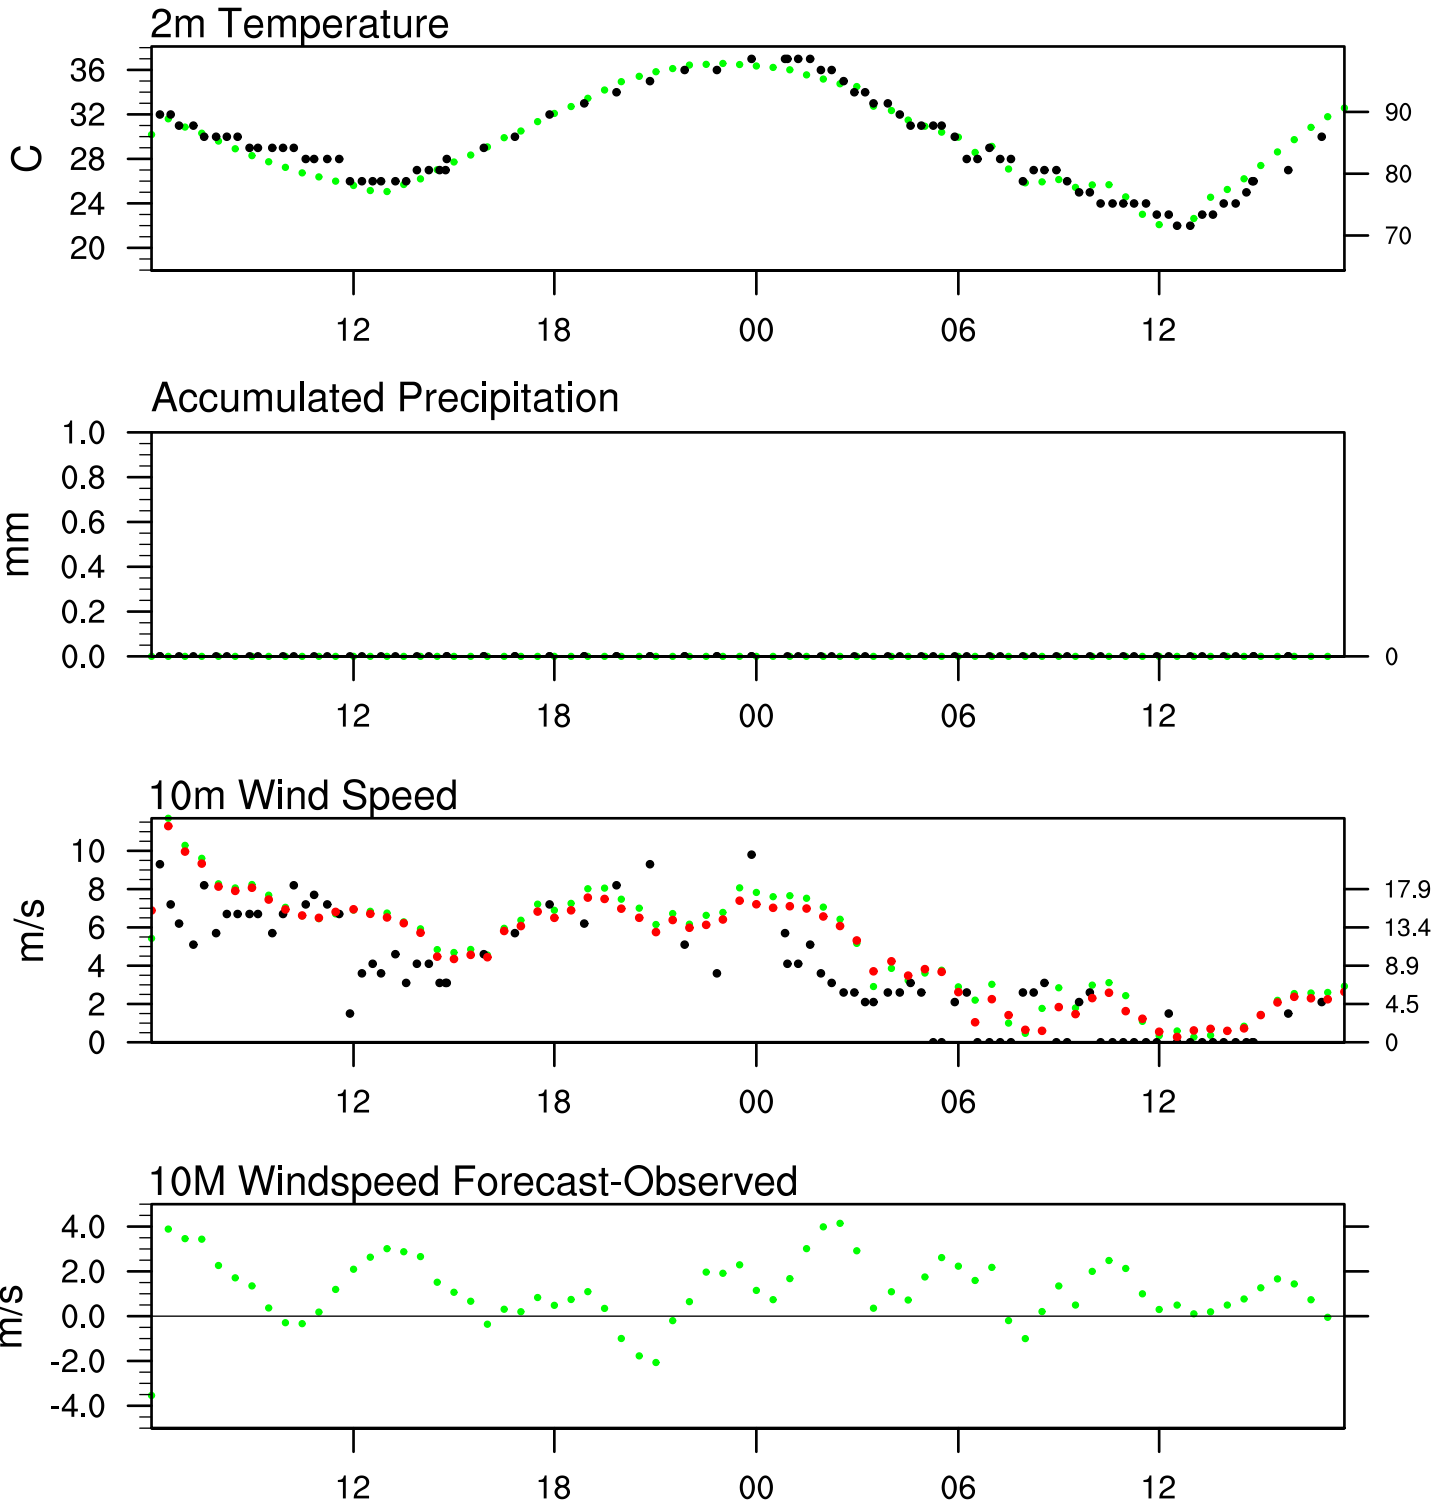 2m Temperature
C
36
32
28
24
20
90
80
70
12 18 00 06 12
Accumulated Precipitation
mm
1.0
0.8
0.6
0.4
0.2
0.0
0
12 18 00 06 12
10m Wind Speed
m/s
10
8
6
4
2
0
17.9
13.4
8.9
4.5
0
12 18 00 06 12
10M Windspeed Forecast-Observed
m/s
4.0
2.0
0.0
-2.0
-4.0
12 18 00 06 12